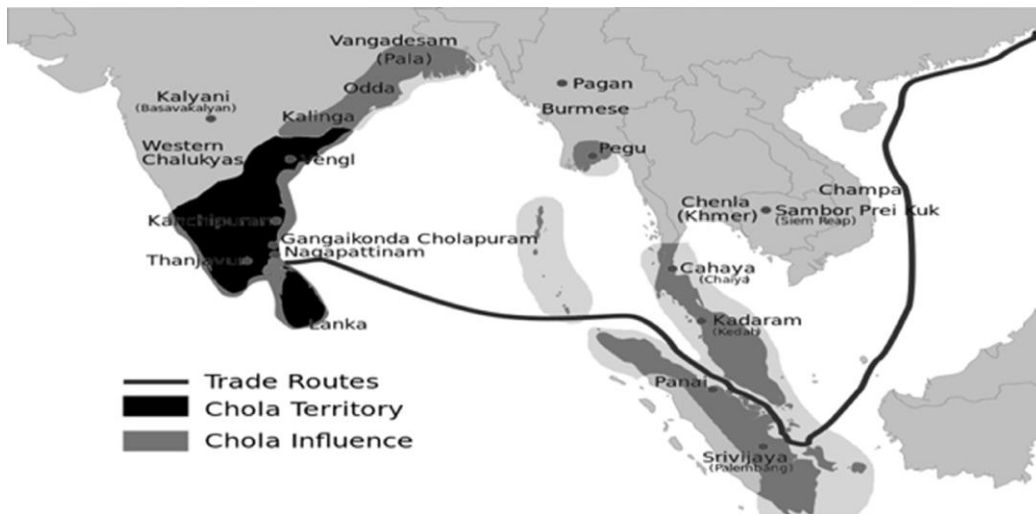 Vangadesam
(Pala)
Odda
Kalinga
Kalyani
(Basavakalyan)
Western
Chalukyas
Vengi
Kanchipuram
Gangaikonda Cholapuram
Nagapattinam
Thanjavur
Lanka
Pagan
Burmese
Pegu
Champa
Chenla
(Khmer)
Sambor Prei Kuk
(Siem Reap)
Cahaya
(Chaiya)
Kadaram
(Kedah)
Panai
Srivijaya
(Palembang)
Trade Routes
Chola Territory
Chola Influence